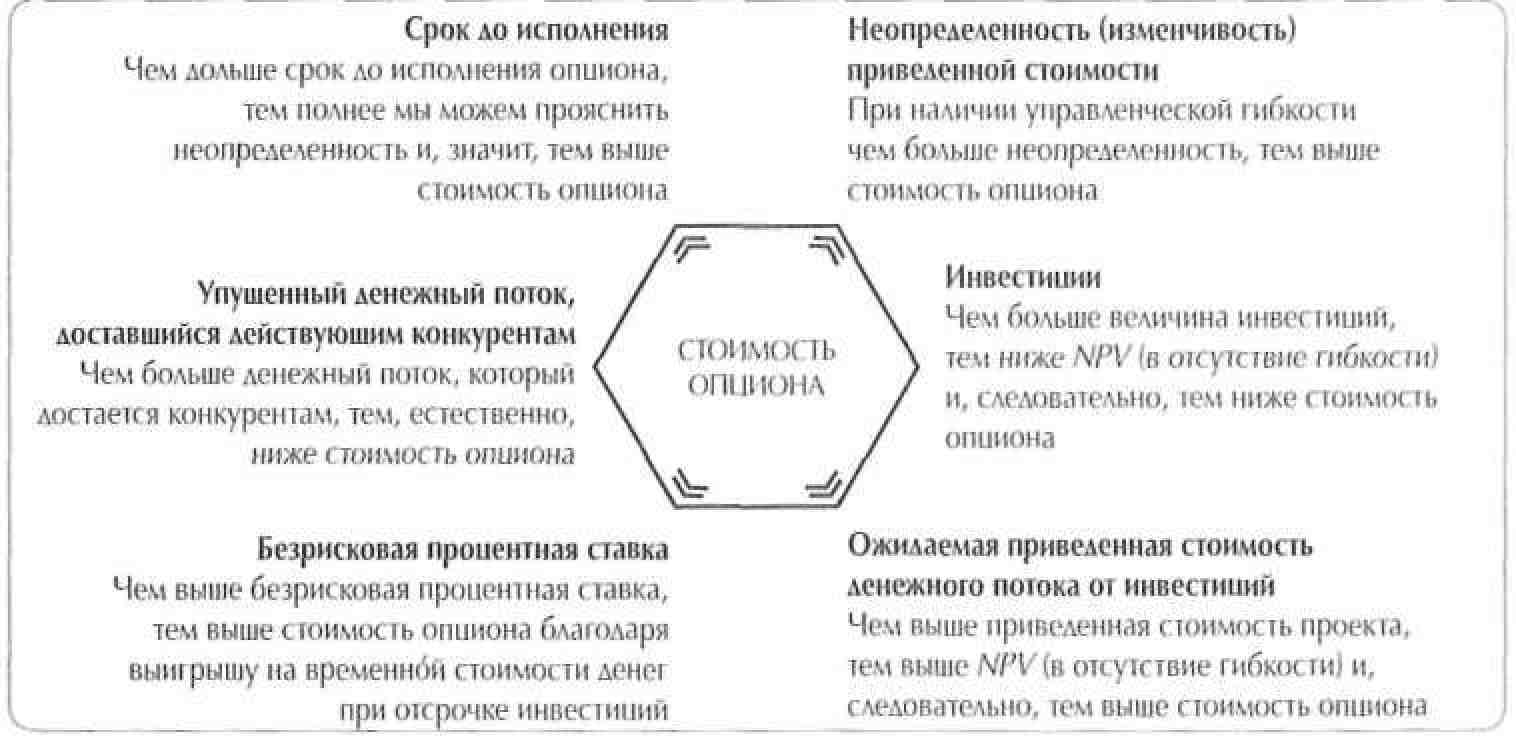 Срок до исполнения
Чем дольше срок до исполнения опциона,
тем полнее мы можем прояснить
неопределенность и, значит, тем выше
стоимость опциона
Неопределенность (изменчивость)
приведенной стоимости
При наличии управленческой гибкости
чем больше неопределенность, тем выше
стоимость опциона
Упущенный денежный поток,
доставшийся действующим конкурентам
Чем больше денежный поток, который
достается конкурентам, тем, естественно,
ниже стоимость опциона
СТОИМОСТЬ
ОПЦИОНА
Инвестиции
Чем больше величина инвестиций,
тем ниже NPV (в отсутствие гибкости)
и, следовательно, тем ниже стоимость
опциона
Безрисковая процентная ставка
Чем выше безрисковая процентная ставка,
тем выше стоимость опциона благодаря
выигрышу на временно́й стоимости денег
при отсрочке инвестиций
Ожидаемая приведенная стоимость
денежного потока от инвестиций
Чем выше приведенная стоимость проекта,
тем выше NPV (в отсутствие гибкости) и,
следовательно, тем выше стоимость опциона